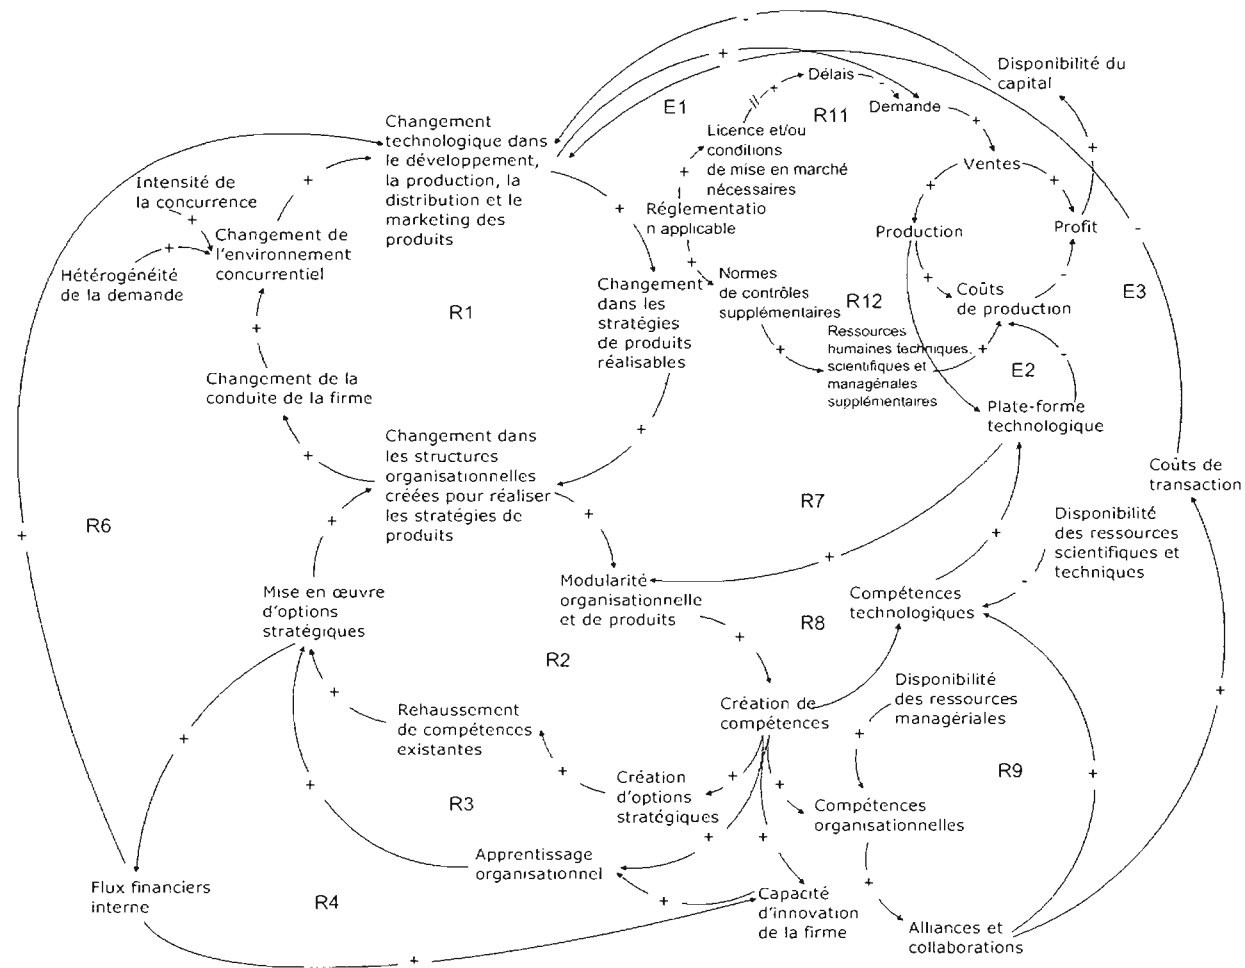 Disponibilité du
capital
Délais
Demande
E1
R11
Changement
technologique dans
le développement,
la production, la
distribution et le
marketing des
produits
Licence et/ou
conditions
de mise en marché
nécessaires
Ventes
Intensité de
la concurrence
Réglementatio
n applicable
Production
Profit
Changement de
l'environnement
concurrentiel
Hétérogénéité
de la demande
Normes
de contrôles
supplémentaires
R12
Coûts
de production
E3
Changement
dans les
stratégies
de produits
réalisables
R1
Ressources
humaines techniques,
scientifiques et
managériales
supplémentaires
E2
Changement de la
conduite de la firme
Plate-forme
technologique
Changement dans
les structures
organisationnelles
créées pour réaliser
les stratégies de
produits
Coûts de
transaction
R7
R6
Disponibilité
des ressources
scientifiques et
techniques
Mise en œuvre
d'options
stratégiques
Modularité
organisationnelle
et de produits
Compétences
technologiques
R8
R2
Disponibilité
des ressources
managériales
Rehaussement
de compétences
existantes
Création de
compétences
R9
Création
d'options
stratégiques
R3
Compétences
organisationnelles
Apprentissage
organisationnel
Flux financiers
interne
R4
Capacité
d'innovation
de la firme
Alliances et
collaborations